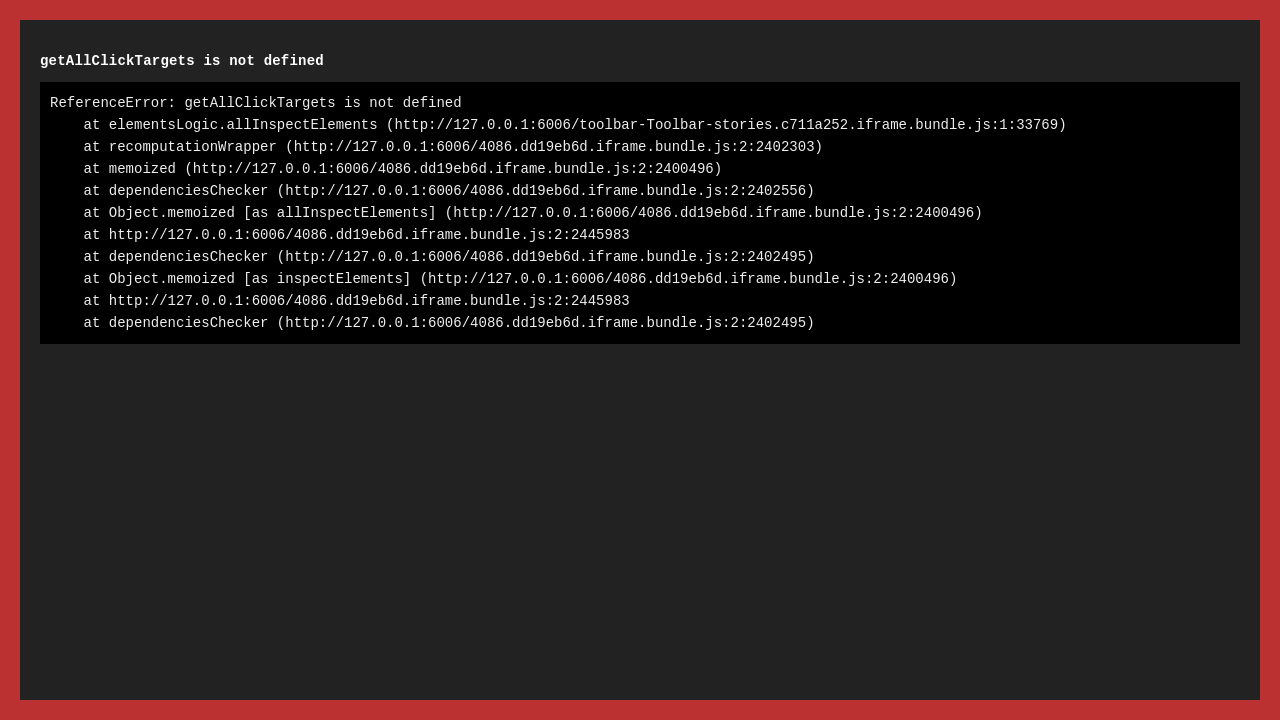 getAllClickTargets is not defined
ReferenceError: getAllClickTargets is not defined
    at elementsLogic.allInspectElements (http://127.0.0.1:6006/toolbar-Toolbar-stories.c711a252.iframe.bundle.js:1:33769)
    at recomputationWrapper (http://127.0.0.1:6006/4086.dd19eb6d.iframe.bundle.js:2:2402303)
    at memoized (http://127.0.0.1:6006/4086.dd19eb6d.iframe.bundle.js:2:2400496)
    at dependenciesChecker (http://127.0.0.1:6006/4086.dd19eb6d.iframe.bundle.js:2:2402556)
    at Object.memoized [as allInspectElements] (http://127.0.0.1:6006/4086.dd19eb6d.iframe.bundle.js:2:2400496)
    at http://127.0.0.1:6006/4086.dd19eb6d.iframe.bundle.js:2:2445983
    at dependenciesChecker (http://127.0.0.1:6006/4086.dd19eb6d.iframe.bundle.js:2:2402495)
    at Object.memoized [as inspectElements] (http://127.0.0.1:6006/4086.dd19eb6d.iframe.bundle.js:2:2400496)
    at http://127.0.0.1:6006/4086.dd19eb6d.iframe.bundle.js:2:2445983
    at dependenciesChecker (http://127.0.0.1:6006/4086.dd19eb6d.iframe.bundle.js:2:2402495)